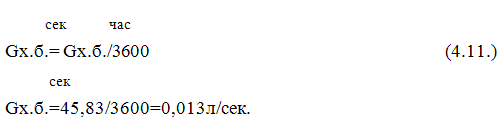 сек час
Gх.б.= Gх.б./3600 (4.11.)
сек
Gх.б.=45,83/3600=0,013л/сек.